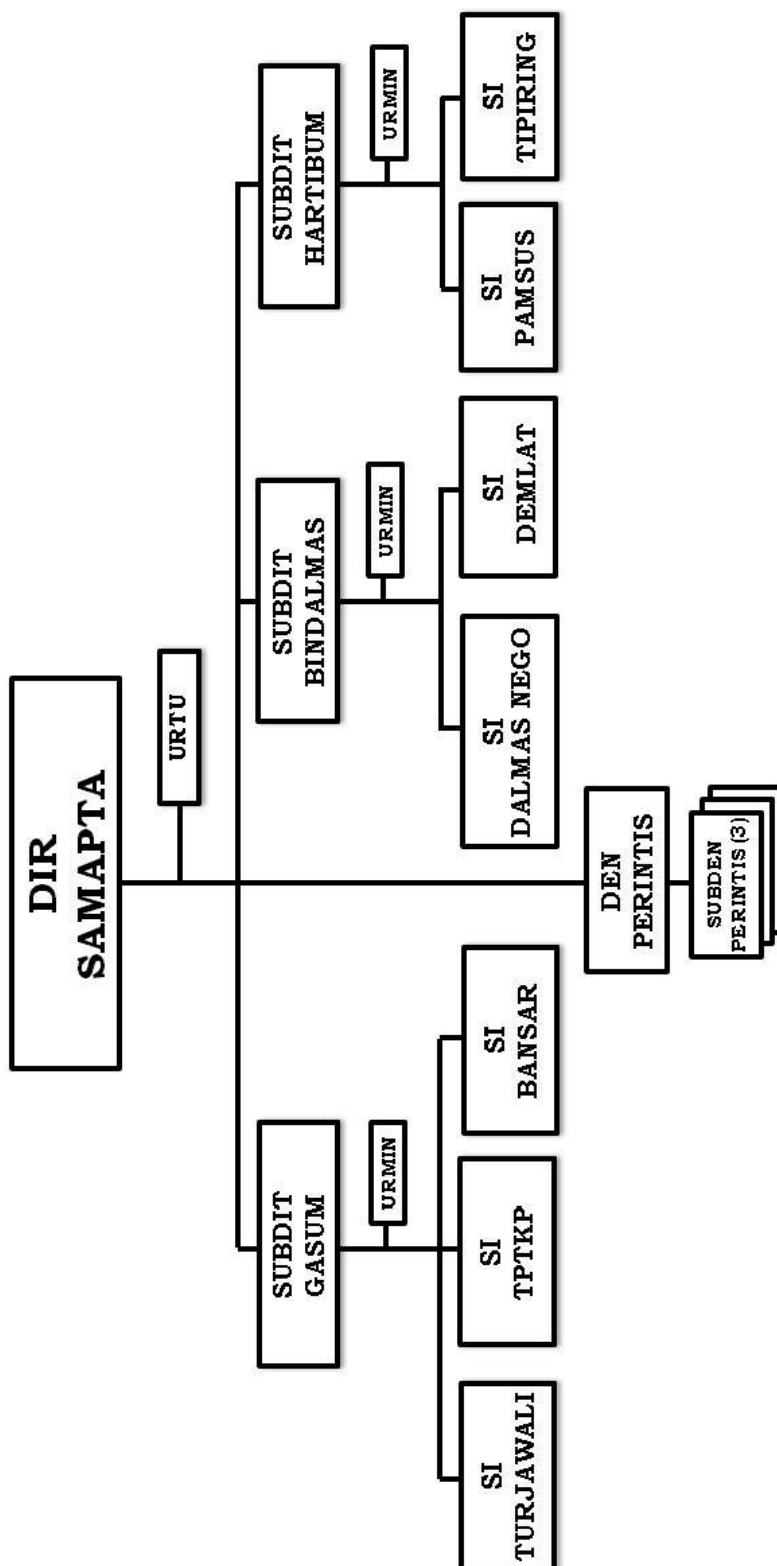 DIR
SAMAPTA
URTU
SUBDIT
GASUM
SUBDIT
BINDALMAS
SUBDIT
HARTIBUM
URMIN
URMIN
URMIN
SI
TURJAWALI
SI
TPTKP
SI
BANSAR
SI
DALMAS NEGO
SI
DEMLAT
SI
PAMSUS
SI
TIPIRING
DEN
PERINTIS
SUBDEN
PERINTIS (3)